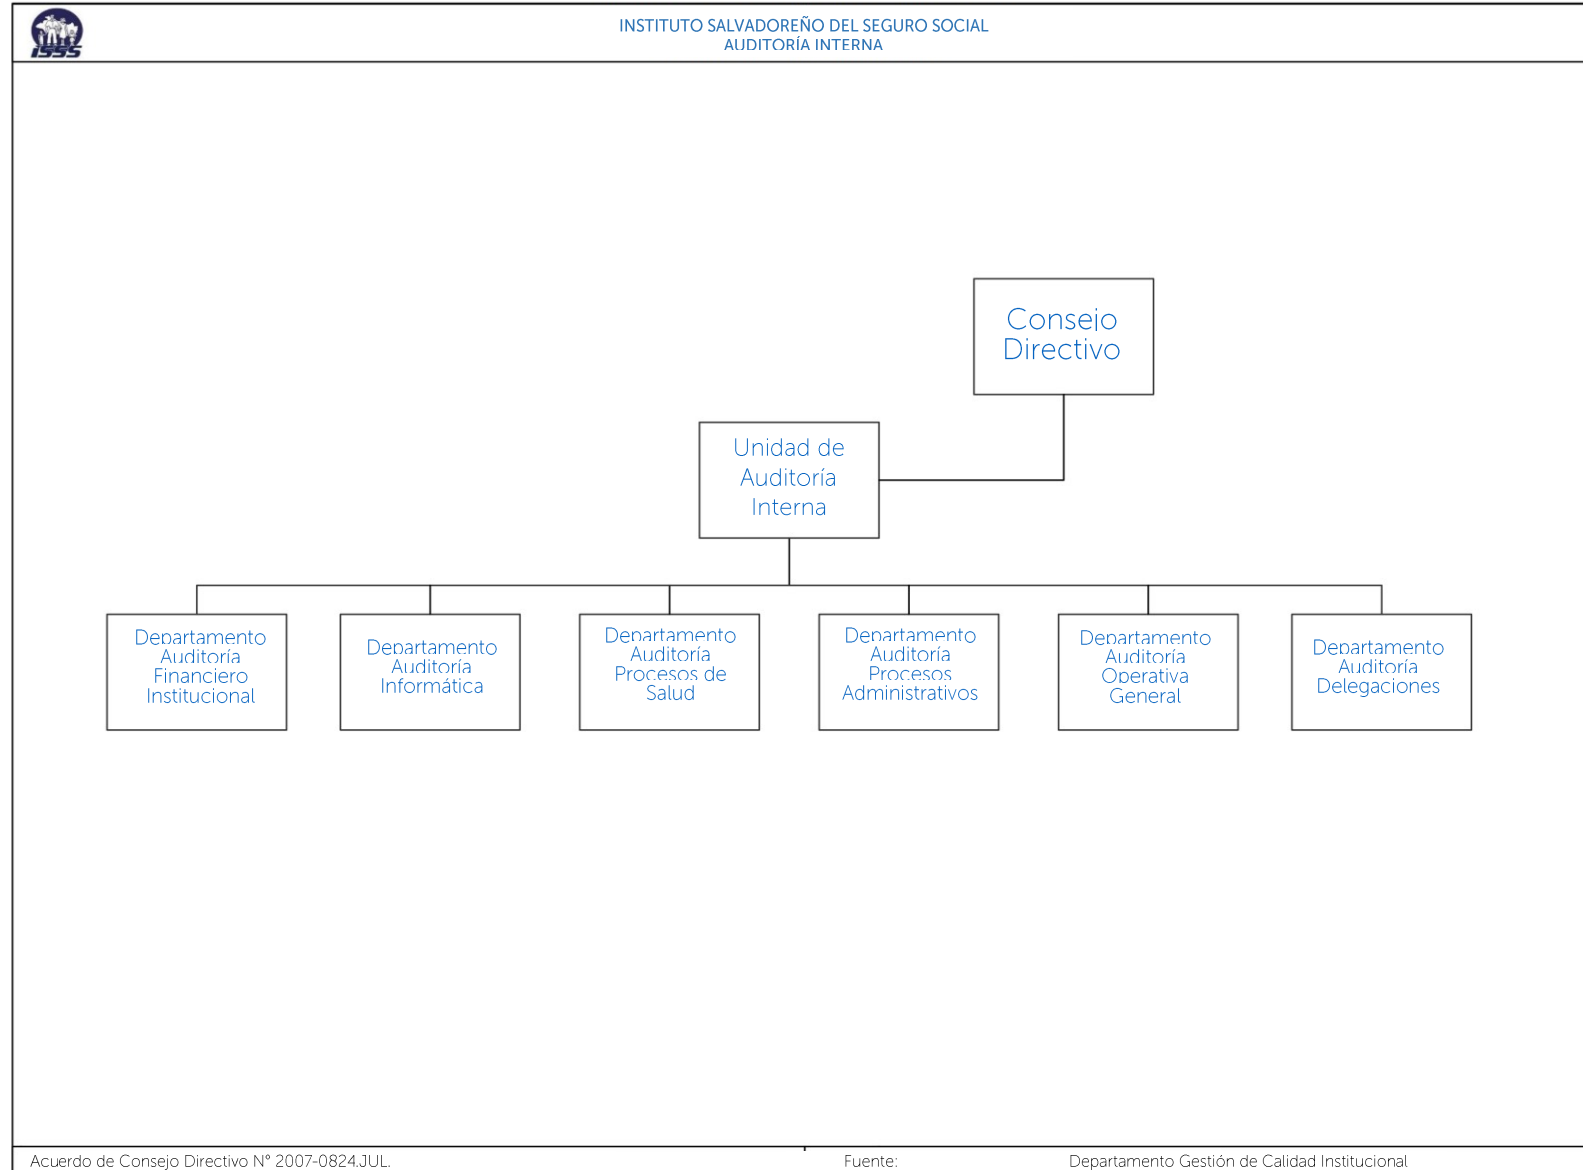 ISSS
INSTITUTO SALVADOREÑO DEL SEGURO SOCIAL
AUDITORÍA INTERNA
Consejo
Directivo
Unidad de
Auditoría
Interna
Departamento
Auditoría
Financiero
Institucional
Departamento
Auditoría
Informática
Departamento
Auditoría
Procesos de
Salud
Departamento
Auditoría
Procesos
Administrativos
Departamento
Auditoría
Operativa
General
Departamento
Auditoría
Delegaciones
Acuerdo de Consejo Directivo N° 2007-0824.JUL.
Fuente: Departamento Gestión de Calidad Institucional